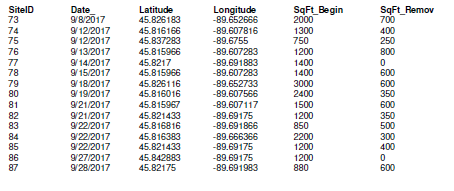 SiteID Date_ Latitude Longitude SqFt_Begin SqFt_Remov
73 9/8/2017 45.826183 -89.652666 2000 700
74 9/12/2017 45.816166 -89.607816 1300 400
75 9/12/2017 45.837283 -89.6755 750 250
76 9/13/2017 45.815966 -89.607283 1200 800
77 9/14/2017 45.8217 -89.691883 1400 0
78 9/15/2017 45.815966 -89.607283 1400 600
79 9/18/2017 45.826116 -89.652733 3000 600
80 9/19/2017 45.816016 -89.607566 2400 350
81 9/21/2017 45.815967 -89.607117 1500 600
82 9/21/2017 45.821433 -89.69175 1200 350
83 9/22/2017 45.816816 -89.691866 850 500
84 9/22/2017 45.816383 -89.666366 2200 300
85 9/22/2017 45.821433 -89.69175 1200 400
86 9/27/2017 45.842883 -89.69175 1200 0
87 9/28/2017 45.82175 -89.691983 880 600